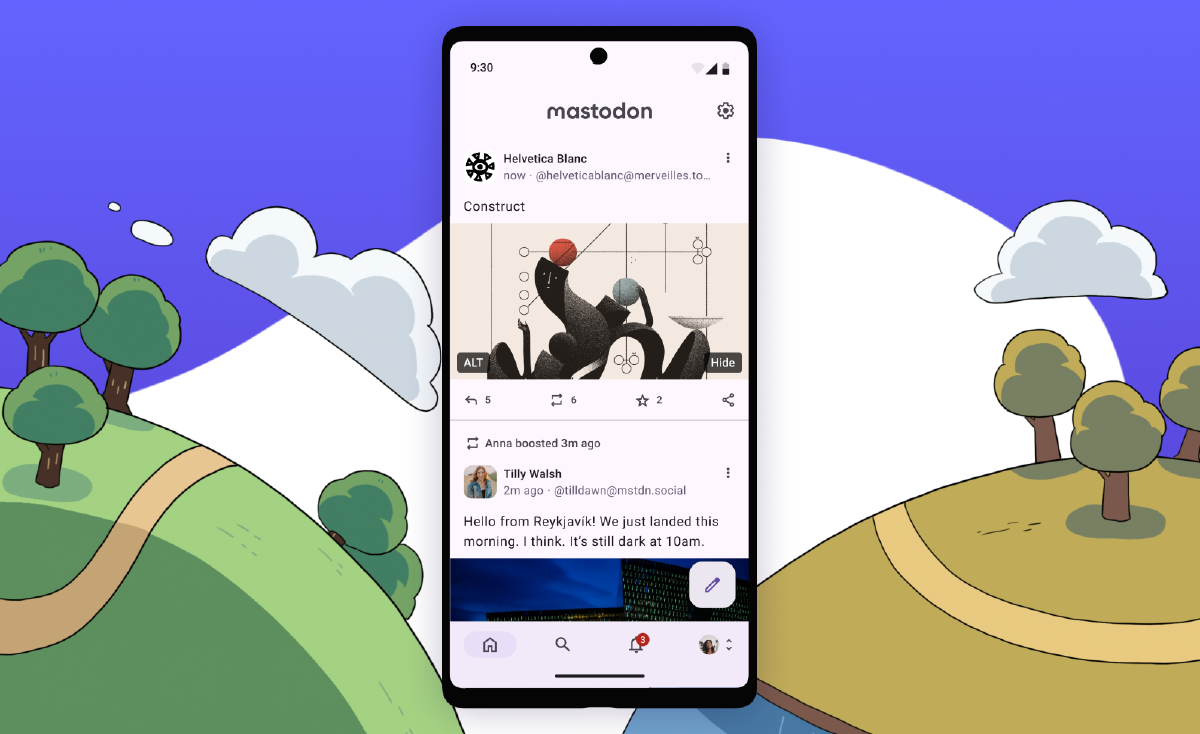 9:30
mastodon
Helvetica Blanc
now · @helveticablanc@merveilles.to…
Construct
ALT
Hide
5
6
2
Anna boosted 3m ago
Tilly Walsh
2m ago · @tilldawn@mstdn.social
Hello from Reykjavík! We just landed this
morning. I think. It’s still dark at 10am.
3